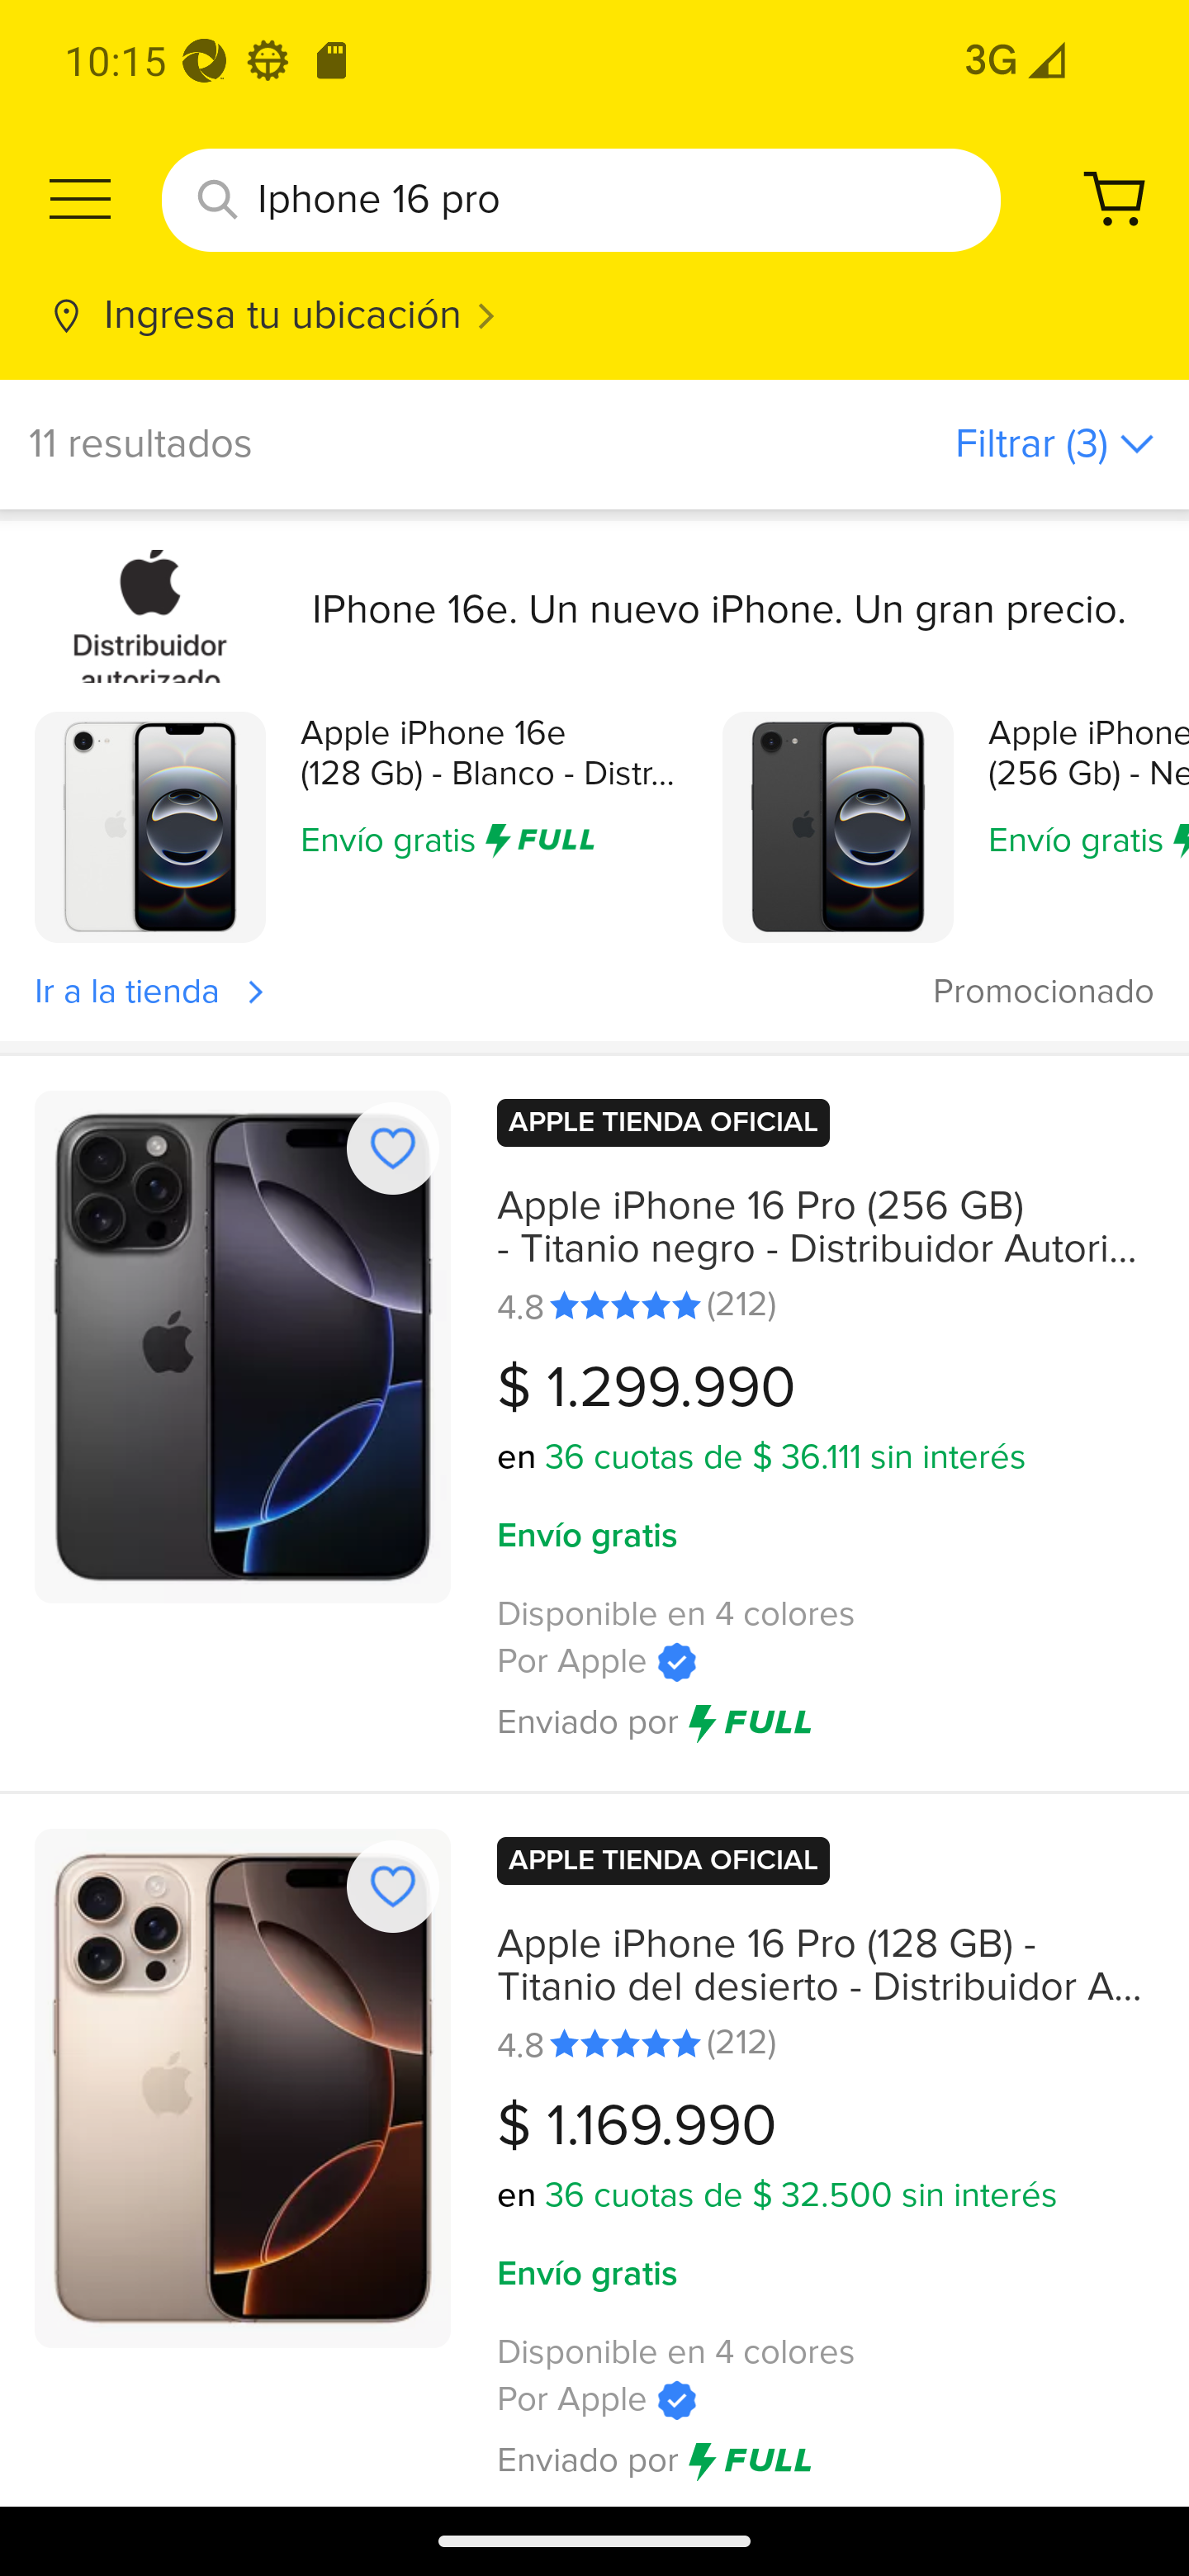 10:15
3G
Iphone 16 pro
Ingresa tu ubicación
11 resultados
Filtrar (3)
Distribuidor
autorizado
IPhone 16e. Un nuevo iPhone. Un gran precio.
Apple iPhone 16e
(128 Gb) - Blanco - Distr...
Envío gratis FULL
Apple iPhone
(256 Gb) - Ne
Envío gratis
Ir a la tienda
Promocionado
APPLE TIENDA OFICIAL
Apple iPhone 16 Pro (256 GB)
- Titanio negro - Distribuidor Autori...
4.8 (212)
$ 1.299.990
en 36 cuotas de $ 36.111 sin interés
Envío gratis
Disponible en 4 colores
Por Apple
Enviado por FULL
APPLE TIENDA OFICIAL
Apple iPhone 16 Pro (128 GB) -
Titanio del desierto - Distribuidor A...
4.8 (212)
$ 1.169.990
en 36 cuotas de $ 32.500 sin interés
Envío gratis
Disponible en 4 colores
Por Apple
Enviado por FULL